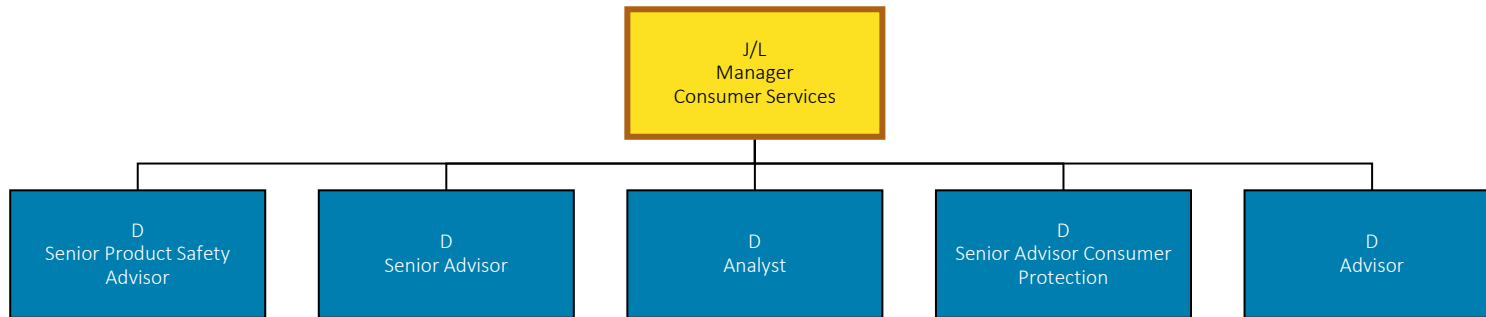 J/L
Manager
Consumer Services
D
Senior Product Safety
Advisor
D
Senior Advisor
D
Analyst
D
Senior Advisor Consumer
Protection
D
Advisor